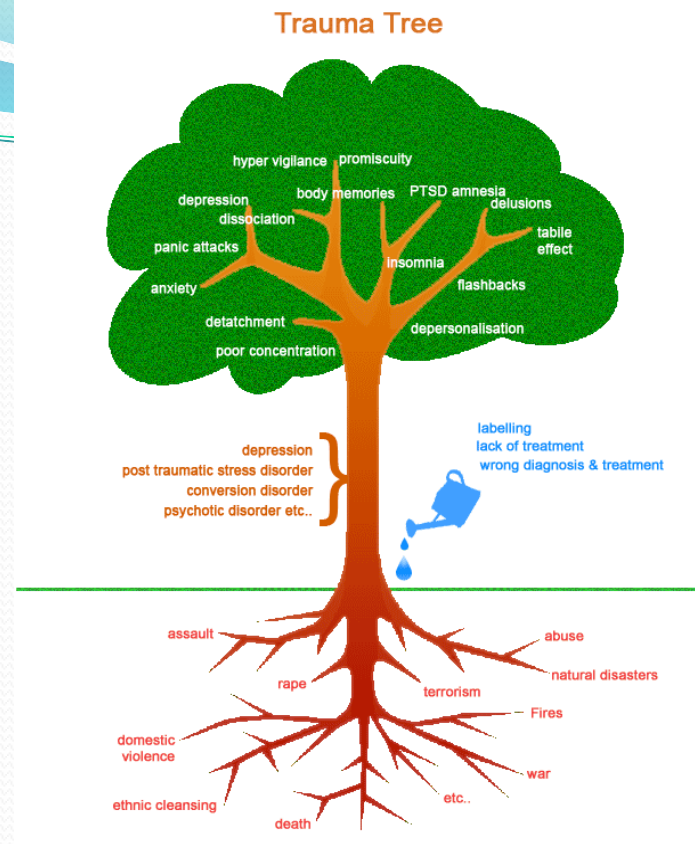 Trauma Tree
hyper vigilance
promiscuity
body memories
PTSD amnesia
depression
delusions
dissociation
tabile
effect
panic attacks
insomnia
anxiety
flashbacks
detatchment
depersonalisation
poor concentration
labelling
lack of treatment
wrong diagnosis & treatment
depression
post traumatic stress disorder
conversion disorder
psychotic disorder etc..
assault
abuse
natural disasters
rape
terrorism
Fires
domestic
violence
war
ethnic cleansing
etc..
death